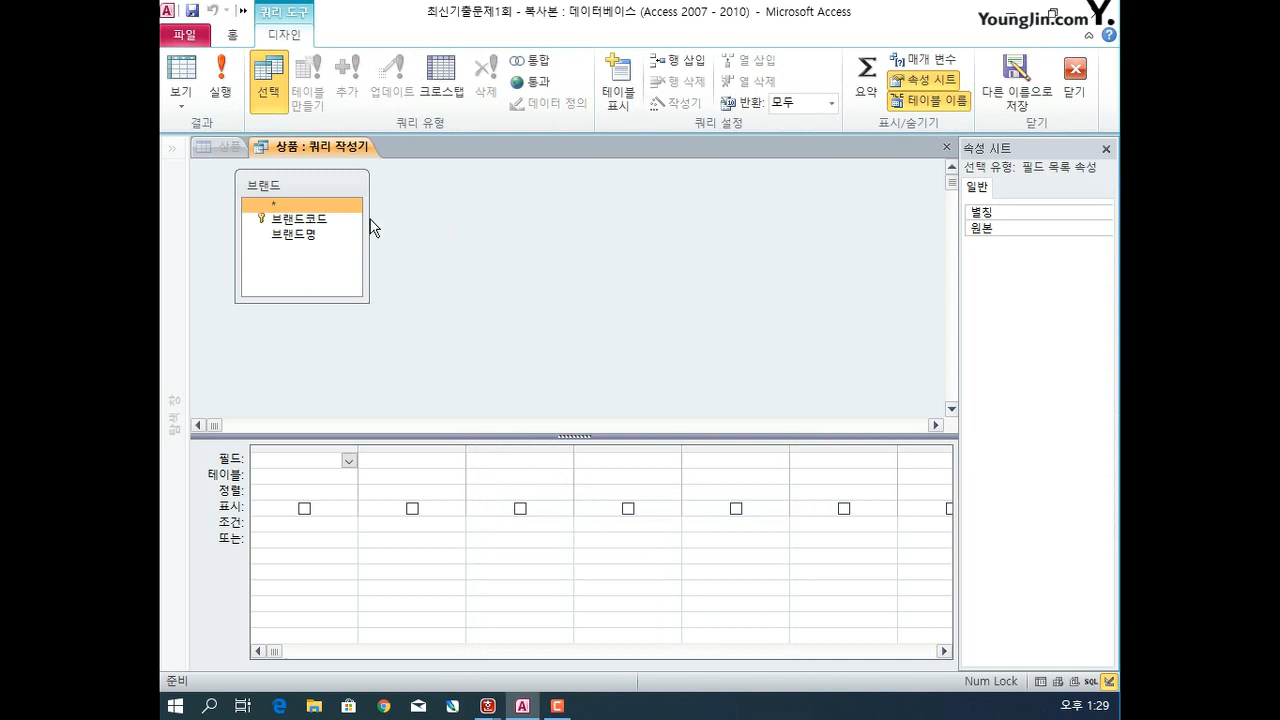 쿼리 도구
최신기출문제1회 - 복사본 : 데이터베이스 (Access 2007 - 2010) - Microsoft Access
YoungJin.com Y.
파일
홈
디자인
보기
실행
선택
테이블 만들기
추가
업데이트
크로스탭
삭제
통합
통과
데이터 정의
테이블 표시
행 삽입
행 삭제
작성기
열 삽입
열 삭제
반환: 모두
요약
매개 변수
속성 시트
테이블 이름
다른 이름으로 저장
닫기
결과
쿼리 유형
쿼리 설정
표시/숨기기
닫기
상품
상품 : 쿼리 작성기
속성 시트
선택 유형: 필드 목록 속성
일반
별칭
원본
브랜드
*
브랜드코드
브랜드명
탐색 창
필드:
테이블:
정렬:
표시:
조건:
또는:
준비
Num Lock
SQL
오후 1:29